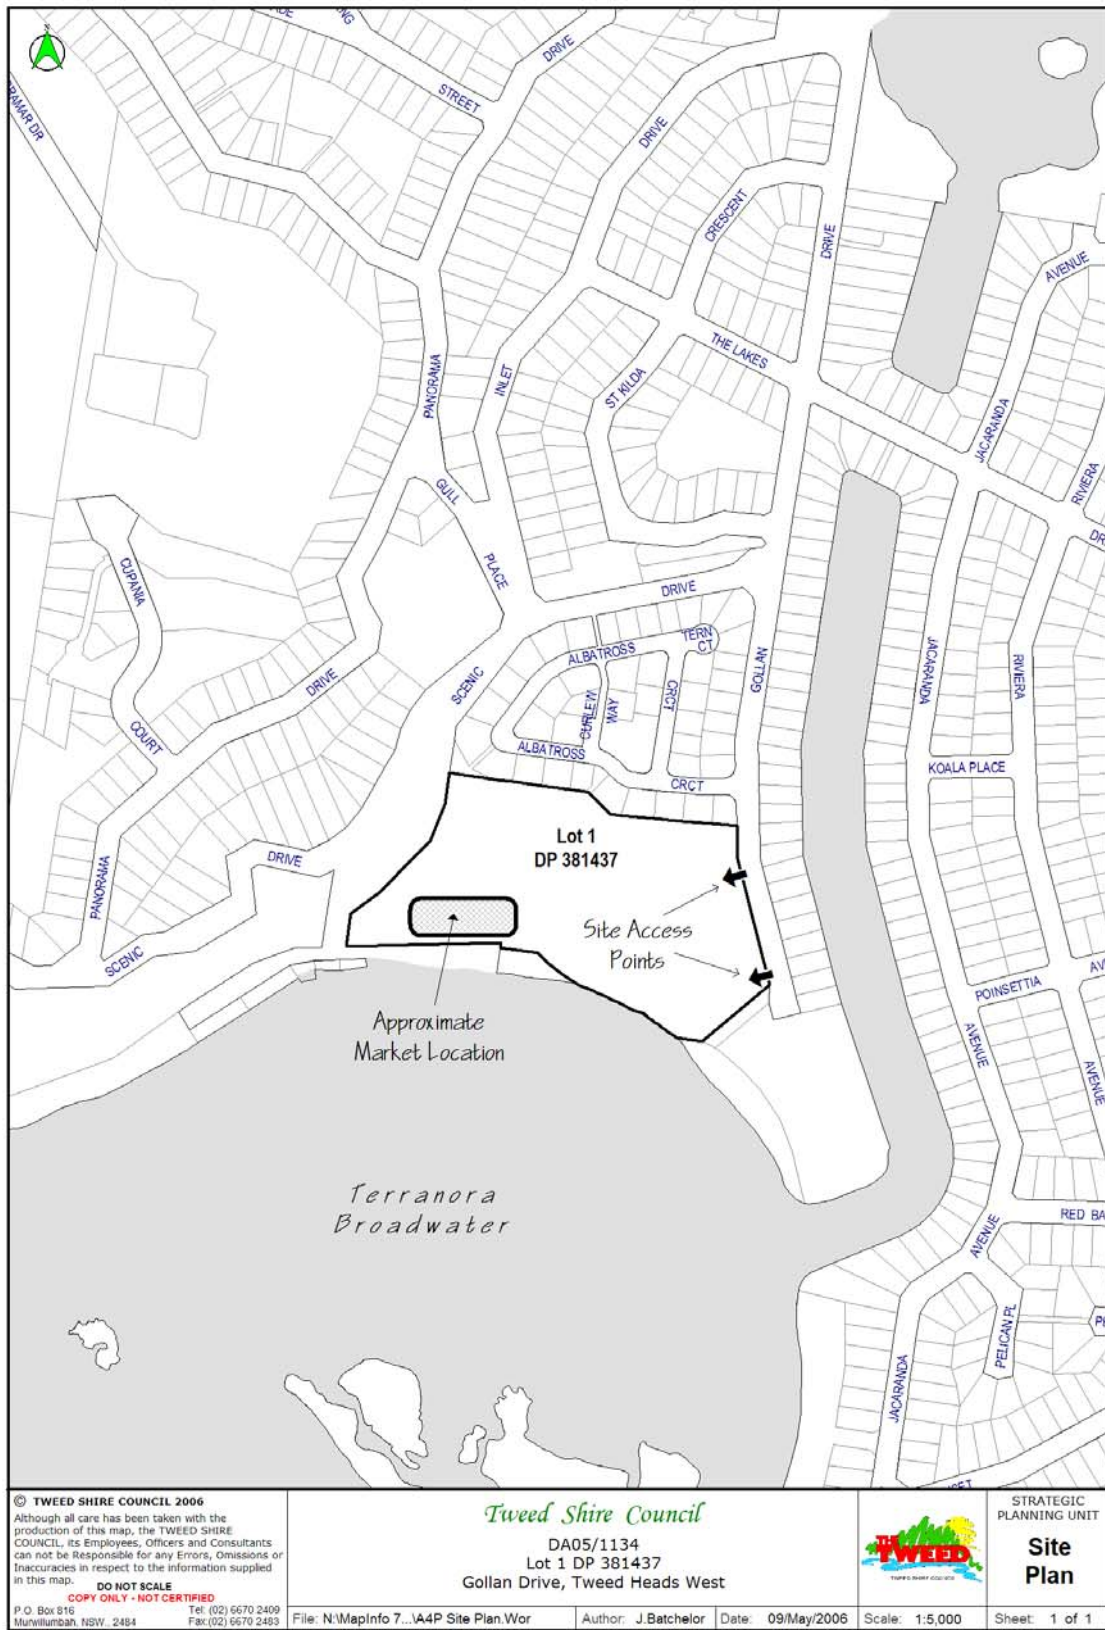 N
DRIVE
STREET
DRIVE
CRESCENT
DRIVE
AVENUE
THE LAKES
PANORAMA
INLET
ST KILDA
JACARANDA
RIVIERA
GULL
PLACE
CUPANIA
DRIVE
TERN
CT
ALBATROSS
SCENIC
DRIVE
CURLEW
WAY
CRCT
GOLLAN
JACARANDA
RIVIERA
COURT
ALBATROSS
CRCT
KOALA PLACE
Lot 1
DP 381437
DRIVE
PANORAMA
SCENIC
Site Access
Points
POINSETTIA
Approximate
Market Location
AVENUE
AVENUE
Terranora
Broadwater
AVENUE
RED BA
PELICAN PL
JACARANDA
© TWEED SHIRE COUNCIL 2006
Although all care has been taken with the
production of this map, the TWEED SHIRE
COUNCIL, its Employees, Officers and Consultants
can not be Responsible for any Errors, Omissions or
Inaccuracies in respect to the information supplied
in this map.
DO NOT SCALE
COPY ONLY - NOT CERTIFIED
P.O. Box 816
Murwillumbah, NSW.. 2484
Tel: (02) 6670 2409
Fax:(02) 6670 2483
Tweed Shire Council
DA05/1134
Lot 1 DP 381437
Gollan Drive, Tweed Heads West
THE TWEED
TWEED SHIRE COUNCIL
STRATEGIC
PLANNING UNIT
Site
Plan
File: N:\MapInfo 7...\A4P Site Plan.Wor
Author: J.Batchelor
Date: 09/May/2006
Scale: 1:5,000
Sheet: 1 of 1